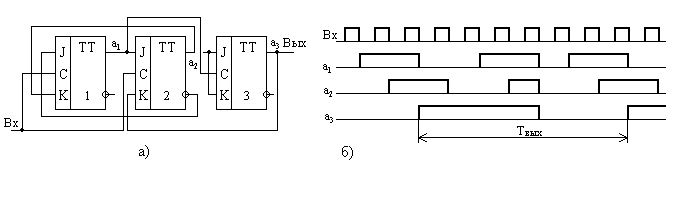 J TT a₁ J TT a₂ TT a₃ Вых
C C
K K K
1 2 3
Вх
а)
Вх
a₁
a₂
a₃
Tвых
б)